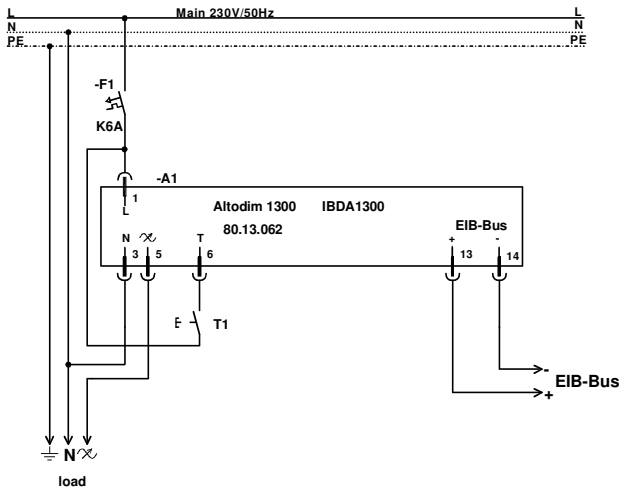 L Main 230V/50Hz L
N N
PE PE
-F1
K6A
-A1
1
L
Altodim 1300 IBDA1300
80.13.062
EIB-Bus
N T + -
3 5 6 13 14
E T1
-
EIB-Bus
+
N
load